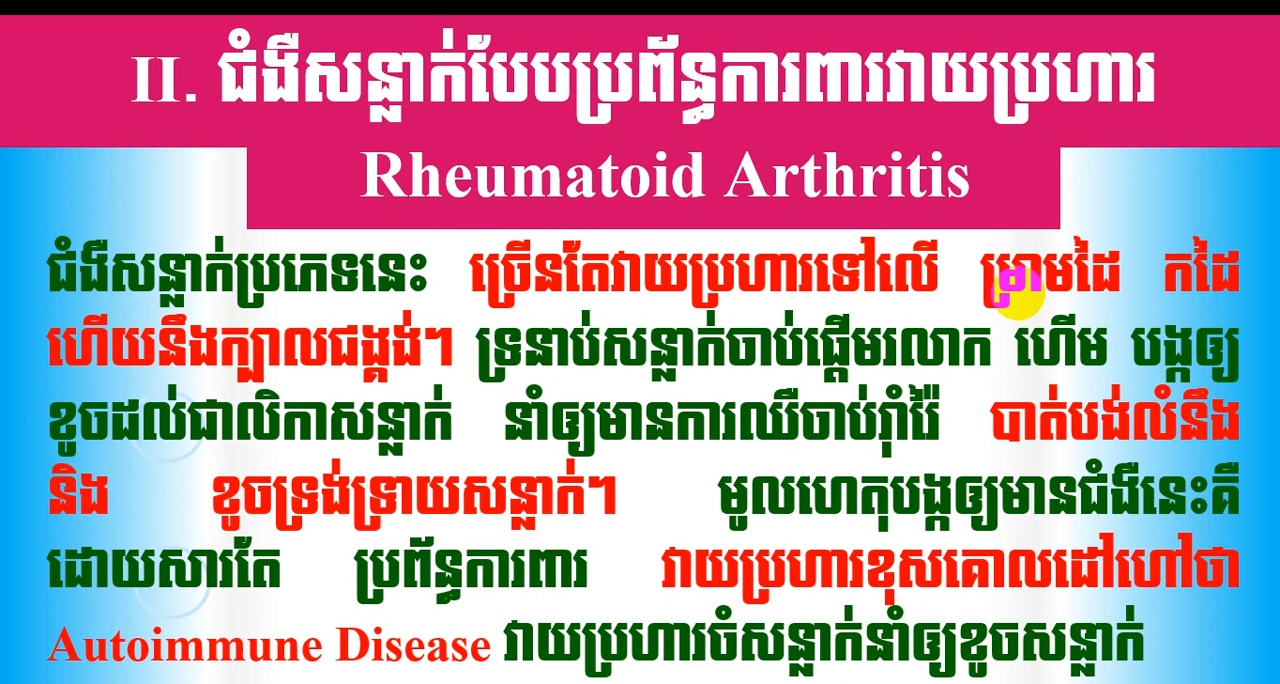 II. ជំងឺសន្លាក់បែបប្រព័ន្ធការពារវាយប្រហារ
Rheumatoid Arthritis
ជំងឺសន្លាក់ប្រភេទនេះ ច្រើនតែវាយប្រហារទៅលើ ម្រាមដៃ កដៃ
ហើយនឹងក្បាលជង្គង់។ ទ្រនាប់សន្លាក់ចាប់ផ្ដើមរលាក ហើម បង្កឲ្យ
ខូចដល់ជាលិកាសន្លាក់ នាំឲ្យមានការឈឺចាប់រ៉ាំរ៉ៃ បាត់បង់លំនឹង
និង ខូចទ្រង់ទ្រាយសន្លាក់។ មូលហេតុបង្កឲ្យមានជំងឺនេះគឺ
ដោយសារតែ ប្រព័ន្ធការពារ វាយប្រហារខុសគោលដៅហៅថា
Autoimmune Disease វាយប្រហារចំសន្លាក់នាំឲ្យខូចសន្លាក់